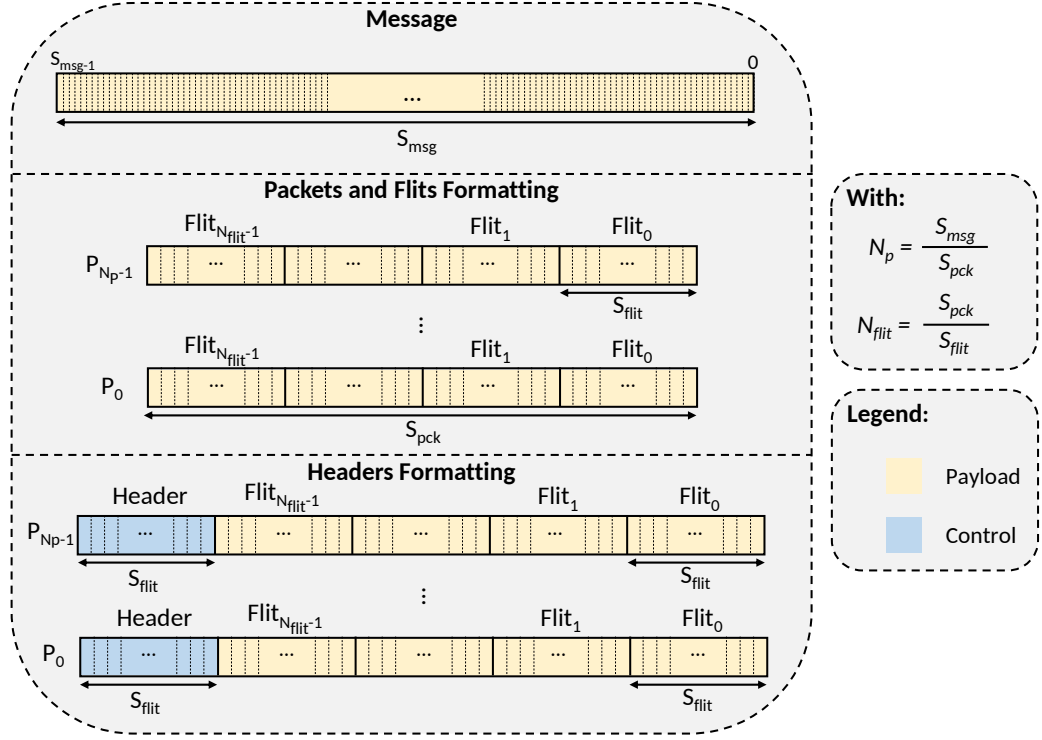 Message
S_msg-1 0
...
S_msg
Packets and Flits Formatting
Flit_N_flit-1 Flit_1 Flit_0
P_N_P-1 ... ... ... ...
S_flit
⋮
Flit_N_flit-1 Flit_1 Flit_0
P_0 ... ... ... ...
S_pck
Headers Formatting
Header Flit_N_flit-1 Flit_1 Flit_0
P_Np-1 ... ... ... ... ...
S_flit S_flit
⋮
Header Flit_N_flit-1 Flit_1 Flit_0
P_0 ... ... ... ... ...
S_flit S_flit
With:
N_p = S_msg / S_pck
N_flit = S_pck / S_flit
Legend:
Payload
Control